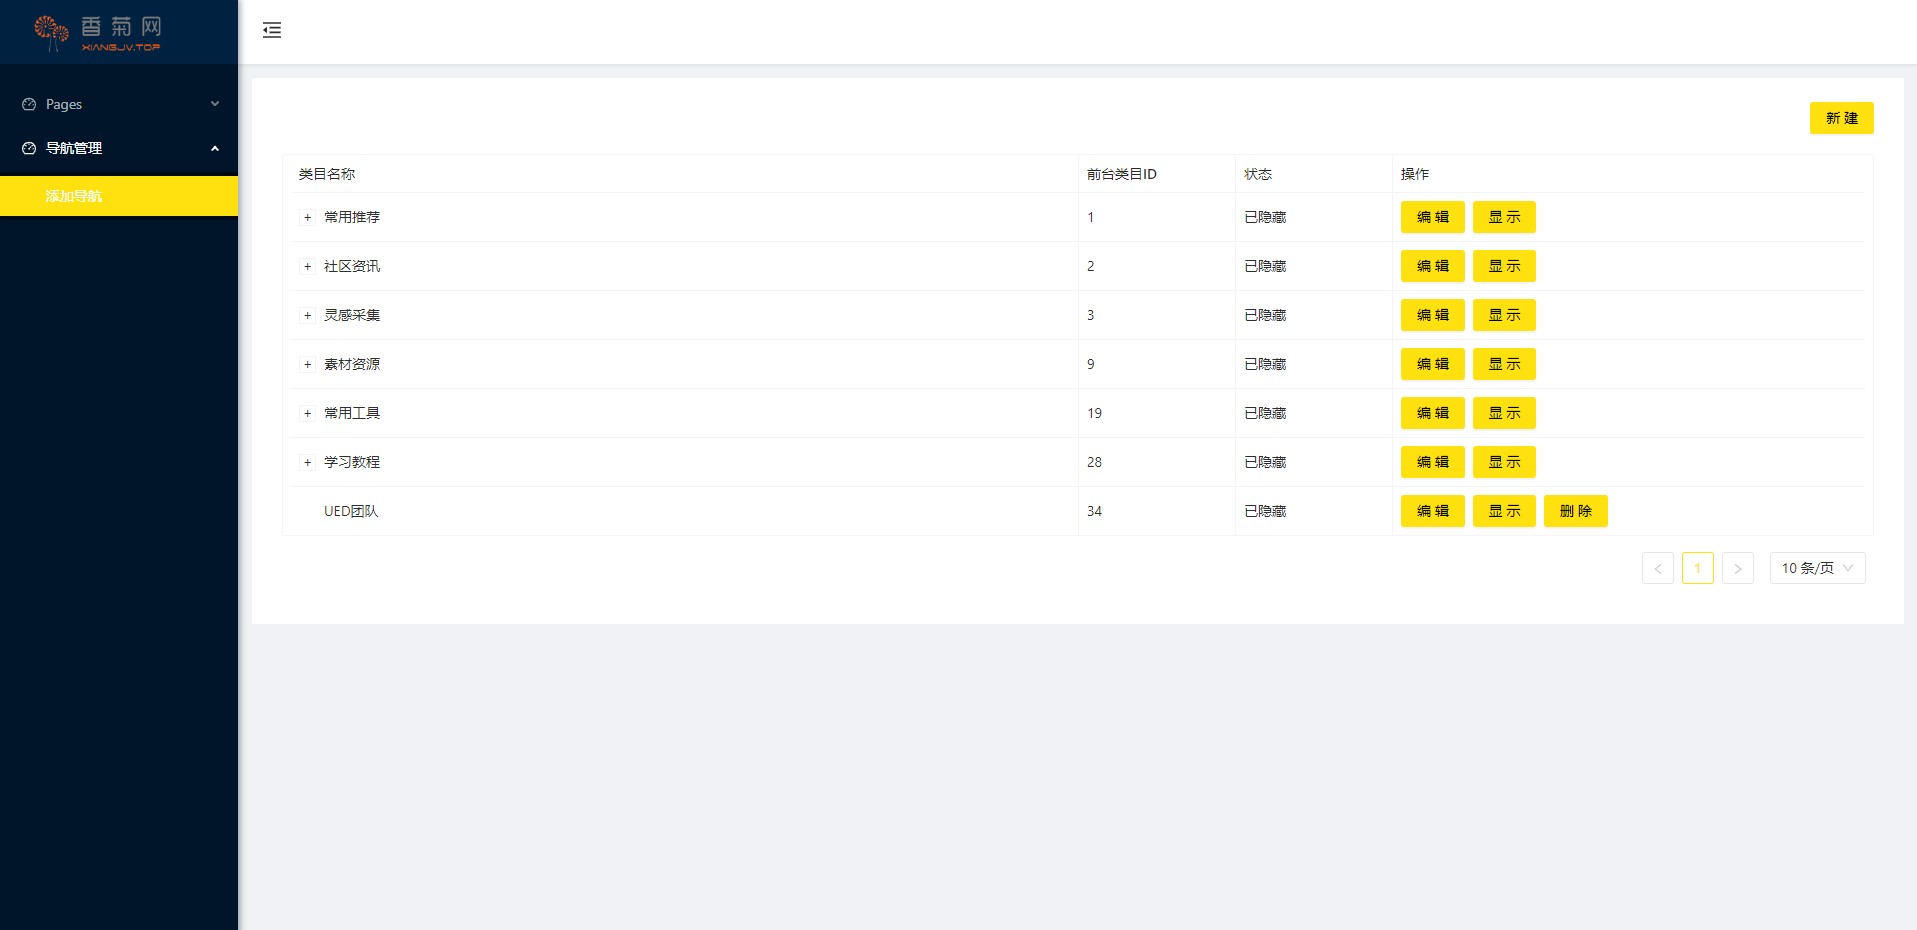 香菊网
XIANGJV.TOP
Pages
导航管理
添加导航
新 建
类目名称 前台类目ID 状态 操作
+ 常用推荐 1 已隐藏 编 辑 显 示
+ 社区资讯 2 已隐藏 编 辑 显 示
+ 灵感采集 3 已隐藏 编 辑 显 示
+ 素材资源 9 已隐藏 编 辑 显 示
+ 常用工具 19 已隐藏 编 辑 显 示
+ 学习教程 28 已隐藏 编 辑 显 示
UED团队 34 已隐藏 编 辑 显 示 删 除
< 1 > 10 条/页